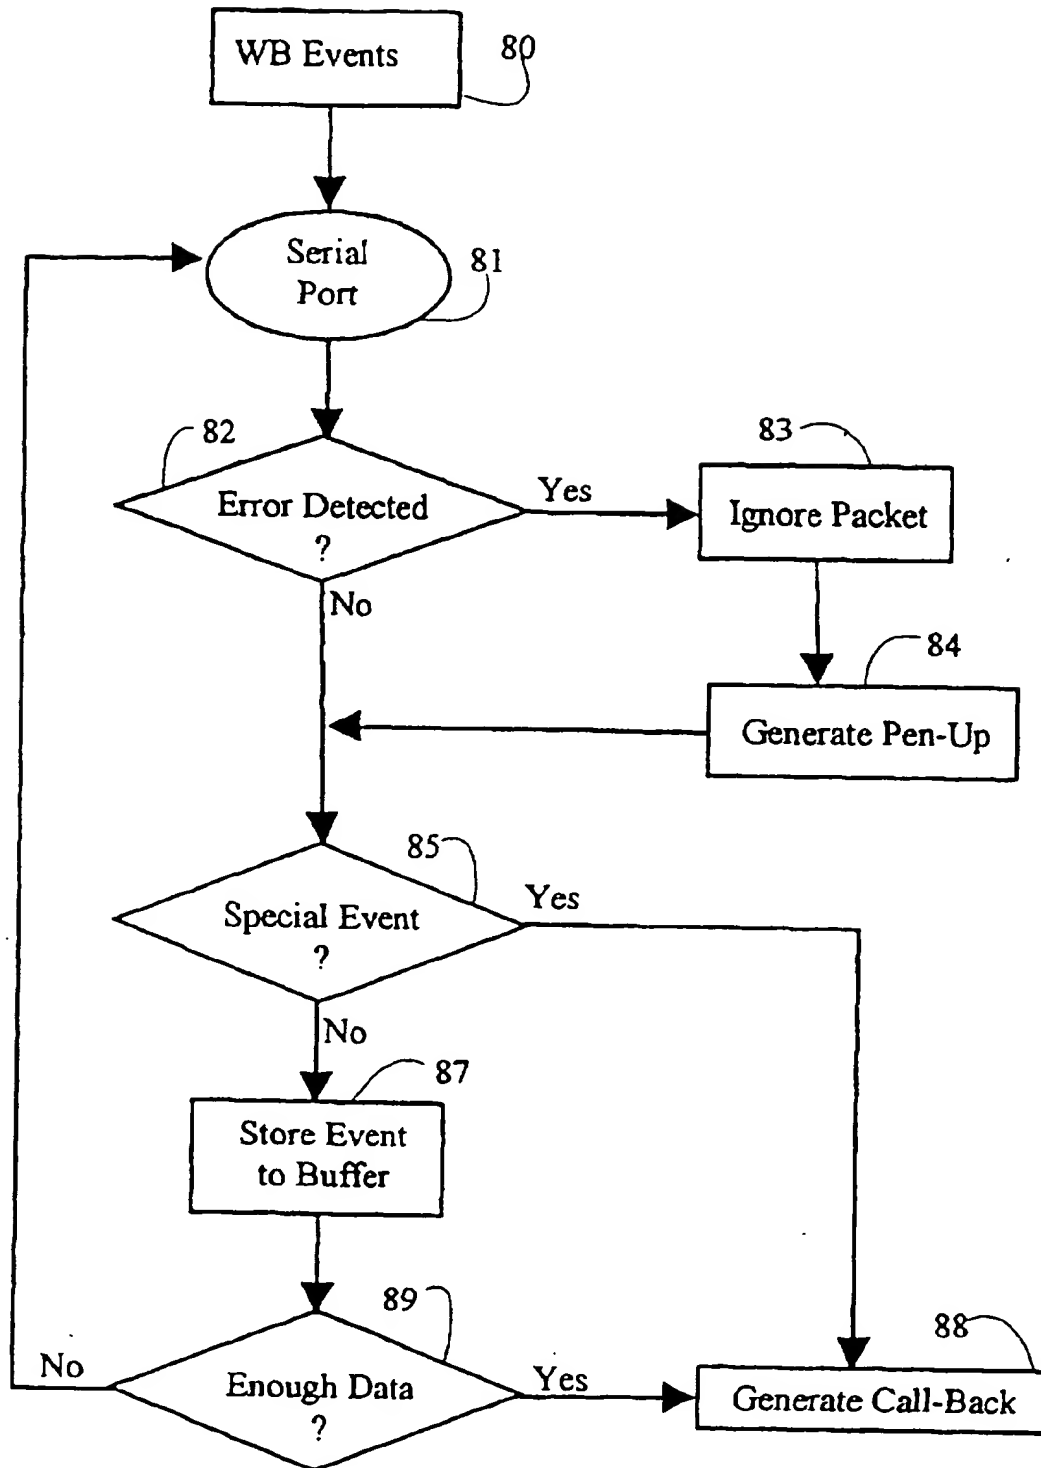 WB Events
80
Serial
Port
81
82
Error Detected
?
Yes
83
Ignore Packet
No
84
Generate Pen-Up
85
Special Event
?
Yes
No
87
Store Event
to Buffer
89
Enough Data
?
No
Yes
88
Generate Call-Back